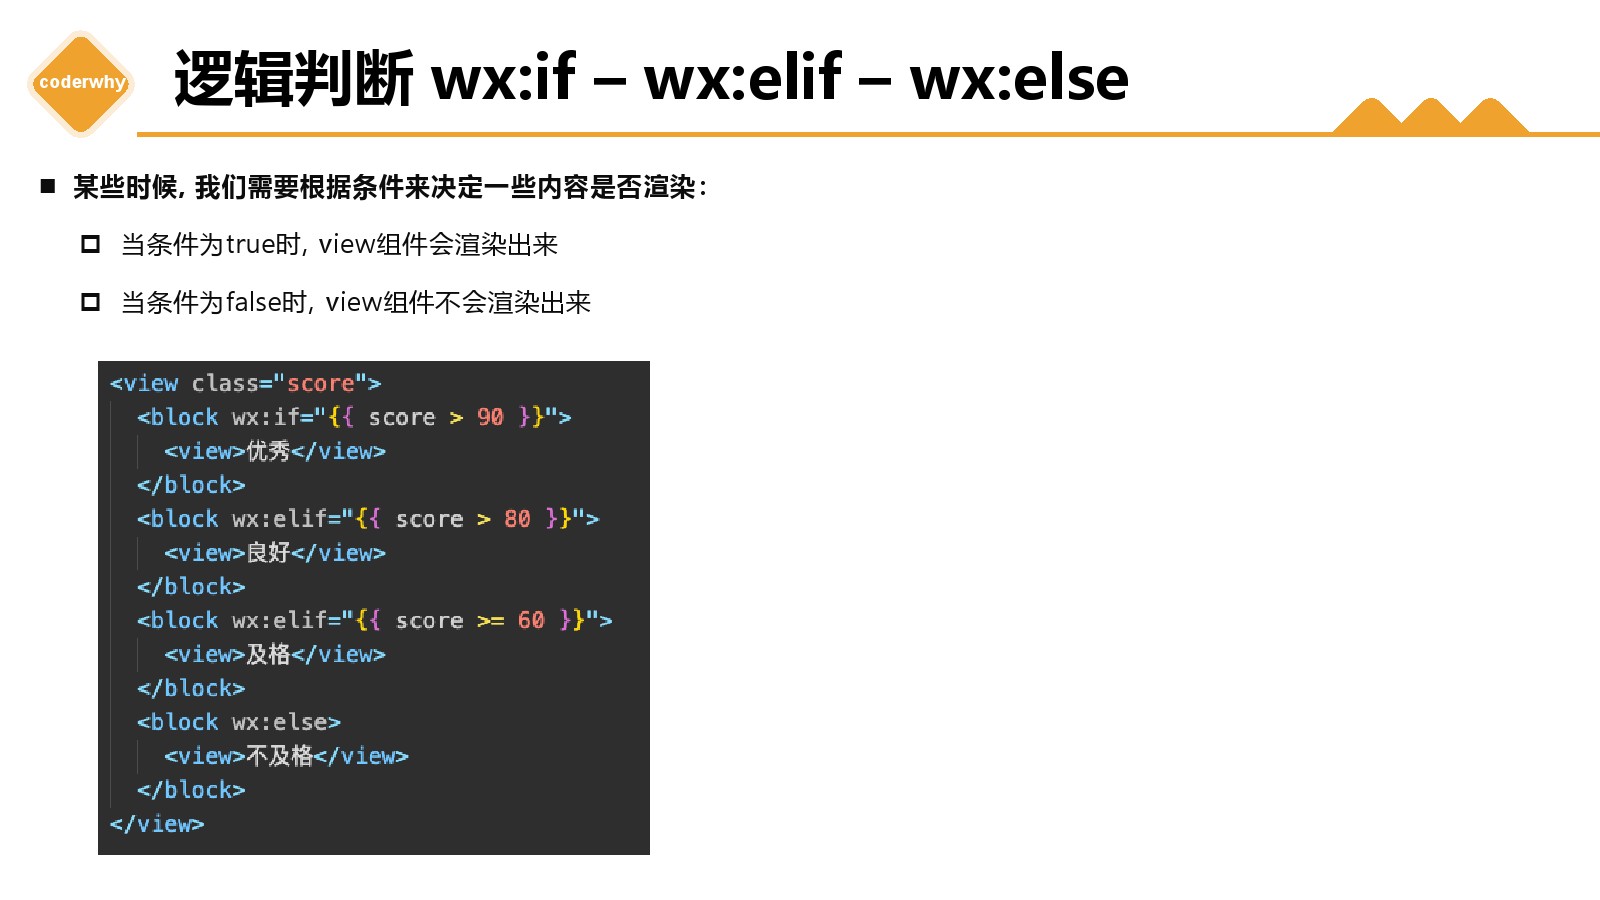 coderwhy
逻辑判断 wx:if – wx:elif – wx:else
某些时候, 我们需要根据条件来决定一些内容是否渲染：
当条件为true时, view组件会渲染出来
当条件为false时, view组件不会渲染出来
<view class="score">
  <block wx:if="{{ score > 90 }}">
    <view>优秀</view>
  </block>
  <block wx:elif="{{ score > 80 }}">
    <view>良好</view>
  </block>
  <block wx:elif="{{ score >= 60 }}">
    <view>及格</view>
  </block>
  <block wx:else>
    <view>不及格</view>
  </block>
</view>